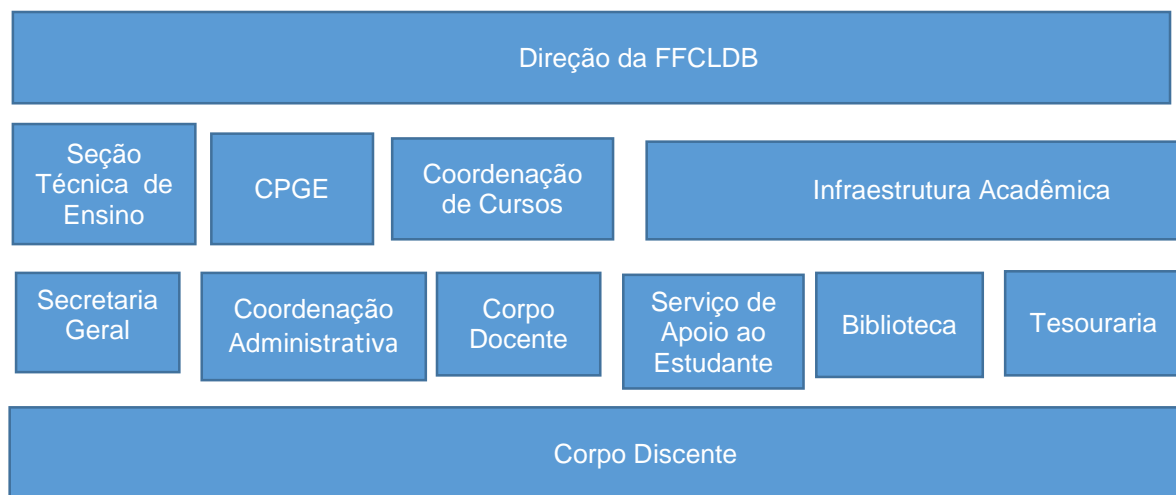 Direção da FFCLDB
Seção
Técnica de
Ensino
CPGE
Coordenação
de Cursos
Infraestrutura Acadêmica
Secretaria
Geral
Coordenação
Administrativa
Corpo
Docente
Serviço de
Apoio ao
Estudante
Biblioteca
Tesouraria
Corpo Discente